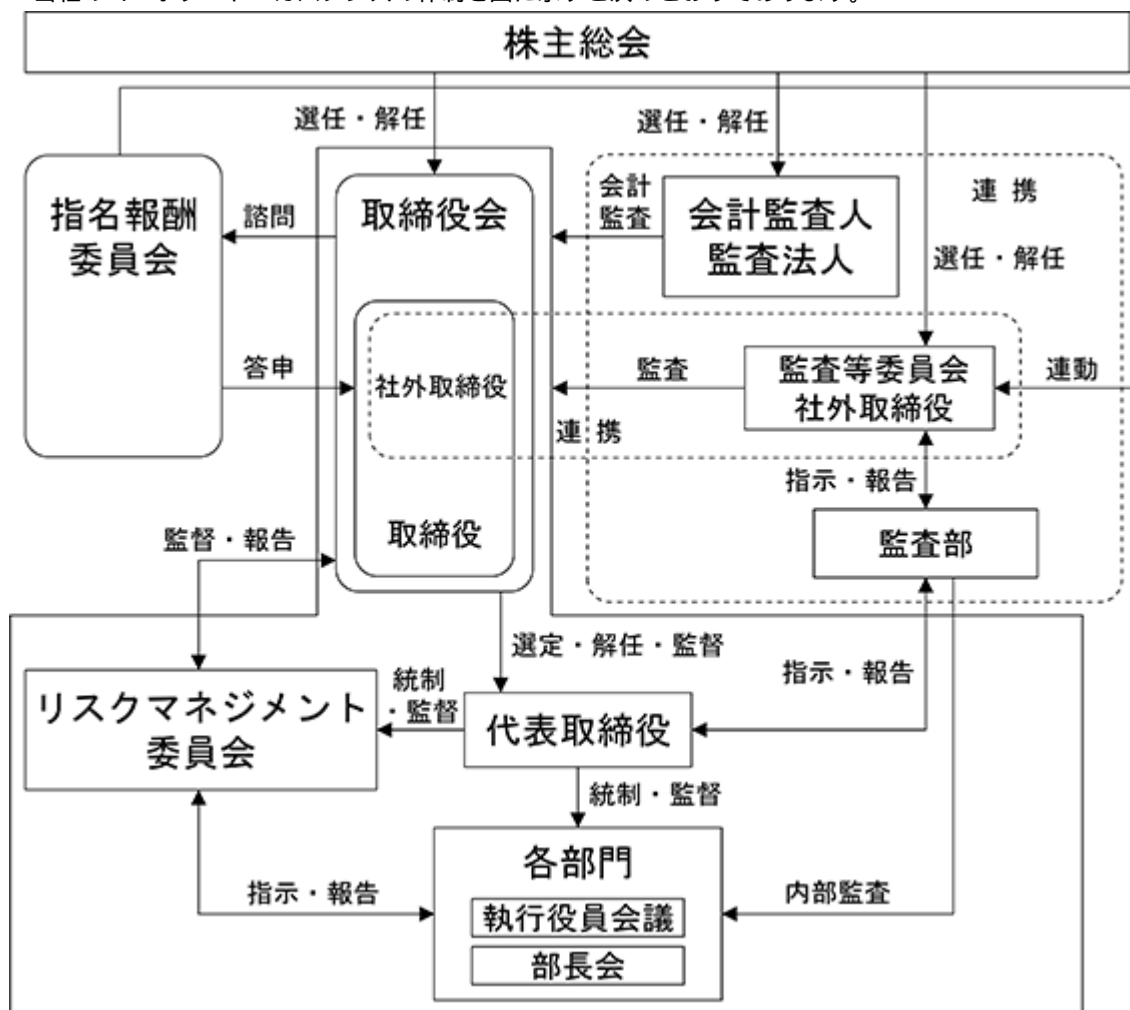 株主総会
選任・解任
選任・解任
指名報酬
委員会
諮問
取締役会
会計
監査
会計監査人
監査法人
連 携
選任・解任
答申
社外取締役
監査
監査等委員会
社外取締役
連動
連 携
指示・報告
取締役
監査部
監督・報告
選定・解任・監督
指示・報告
リスクマネジメント
委員会
統制
・監督
代表取締役
統制・監督
各部門
指示・報告
内部監査
執行役員会議
部長会